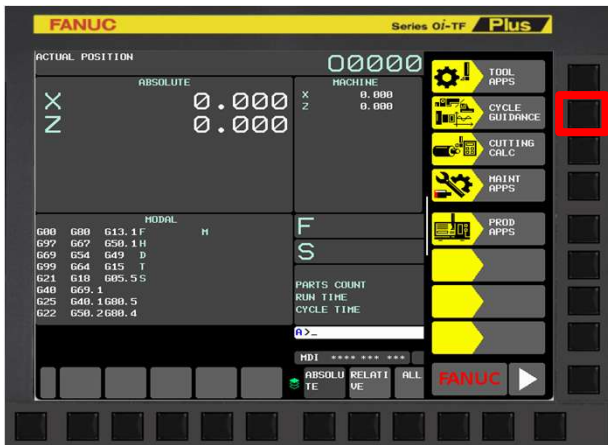 FANUC
Series 0i-TF Plus
ACTUAL POSITION
O0000
ABSOLUTE
X 0.000
Z 0.000
MACHINE
X 0.000
Z 0.000
MODAL
G00 G80 G13.1 F M
G97 G67 G50.1 H
G69 G54 G49 D
G99 G64 G15 T
G21 G18 G05.5 S
G40 G69.1
G25 G40.1 G80.5
G22 G50.2 G80.4
F
S
PARTS COUNT
RUN TIME
CYCLE TIME
A>_
MDI **** *** ***
ABSOLU
TE
RELATI
VE
ALL
TOOL
APPS
CYCLE
GUIDANCE
CUTTING
CALC
MAINT
APPS
PROD
APPS
FANUC